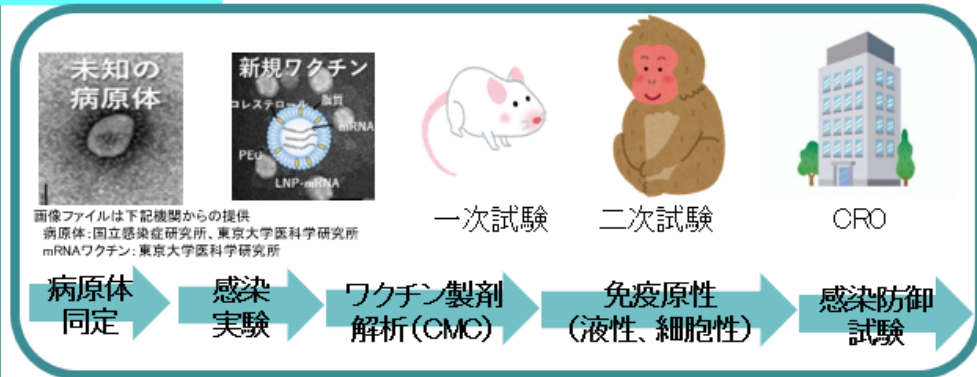 未知の
病原体
新規ワクチン
コレステロール
脂質
mRNA
PEG
LNP-mRNA
画像ファイルは下記機関からの提供
病原体:国立感染症研究所、東京大学医科学研究所
mRNAワクチン:東京大学医科学研究所
一次試験
二次試験
CRO
病原体
同定
感染
実験
ワクチン製剤
解析(CMC)
免疫原性
(液性、細胞性)
感染防御
試験